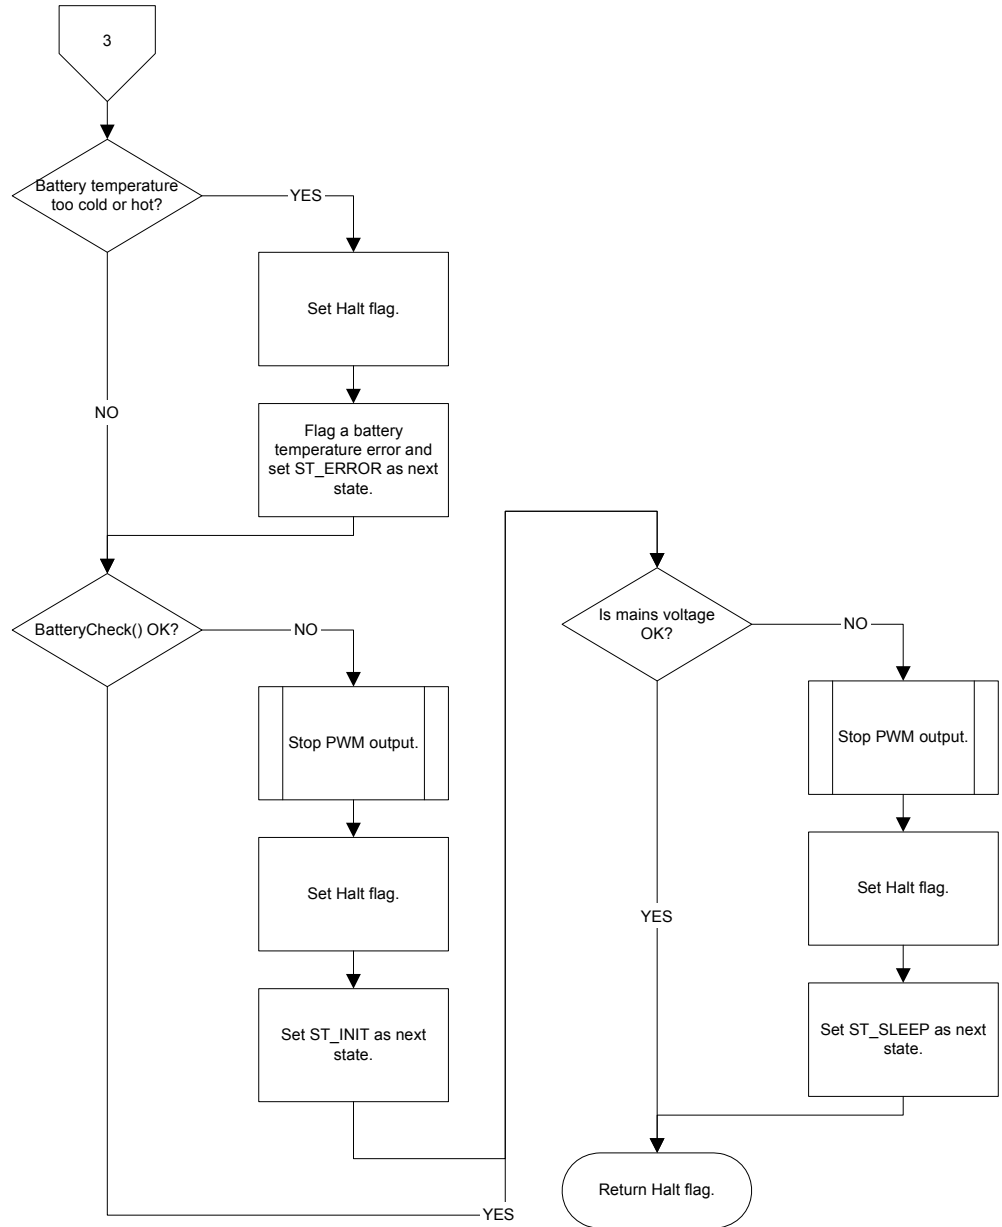 3
Battery temperature
too cold or hot?
YES
Set Halt flag.
NO
Flag a battery
temperature error and
set ST_ERROR as next
state.
BatteryCheck() OK?
NO
Stop PWM output.
Set Halt flag.
Set ST_INIT as next
state.
YES
Is mains voltage
OK?
NO
Stop PWM output.
Set Halt flag.
YES
Set ST_SLEEP as next
state.
Return Halt flag.